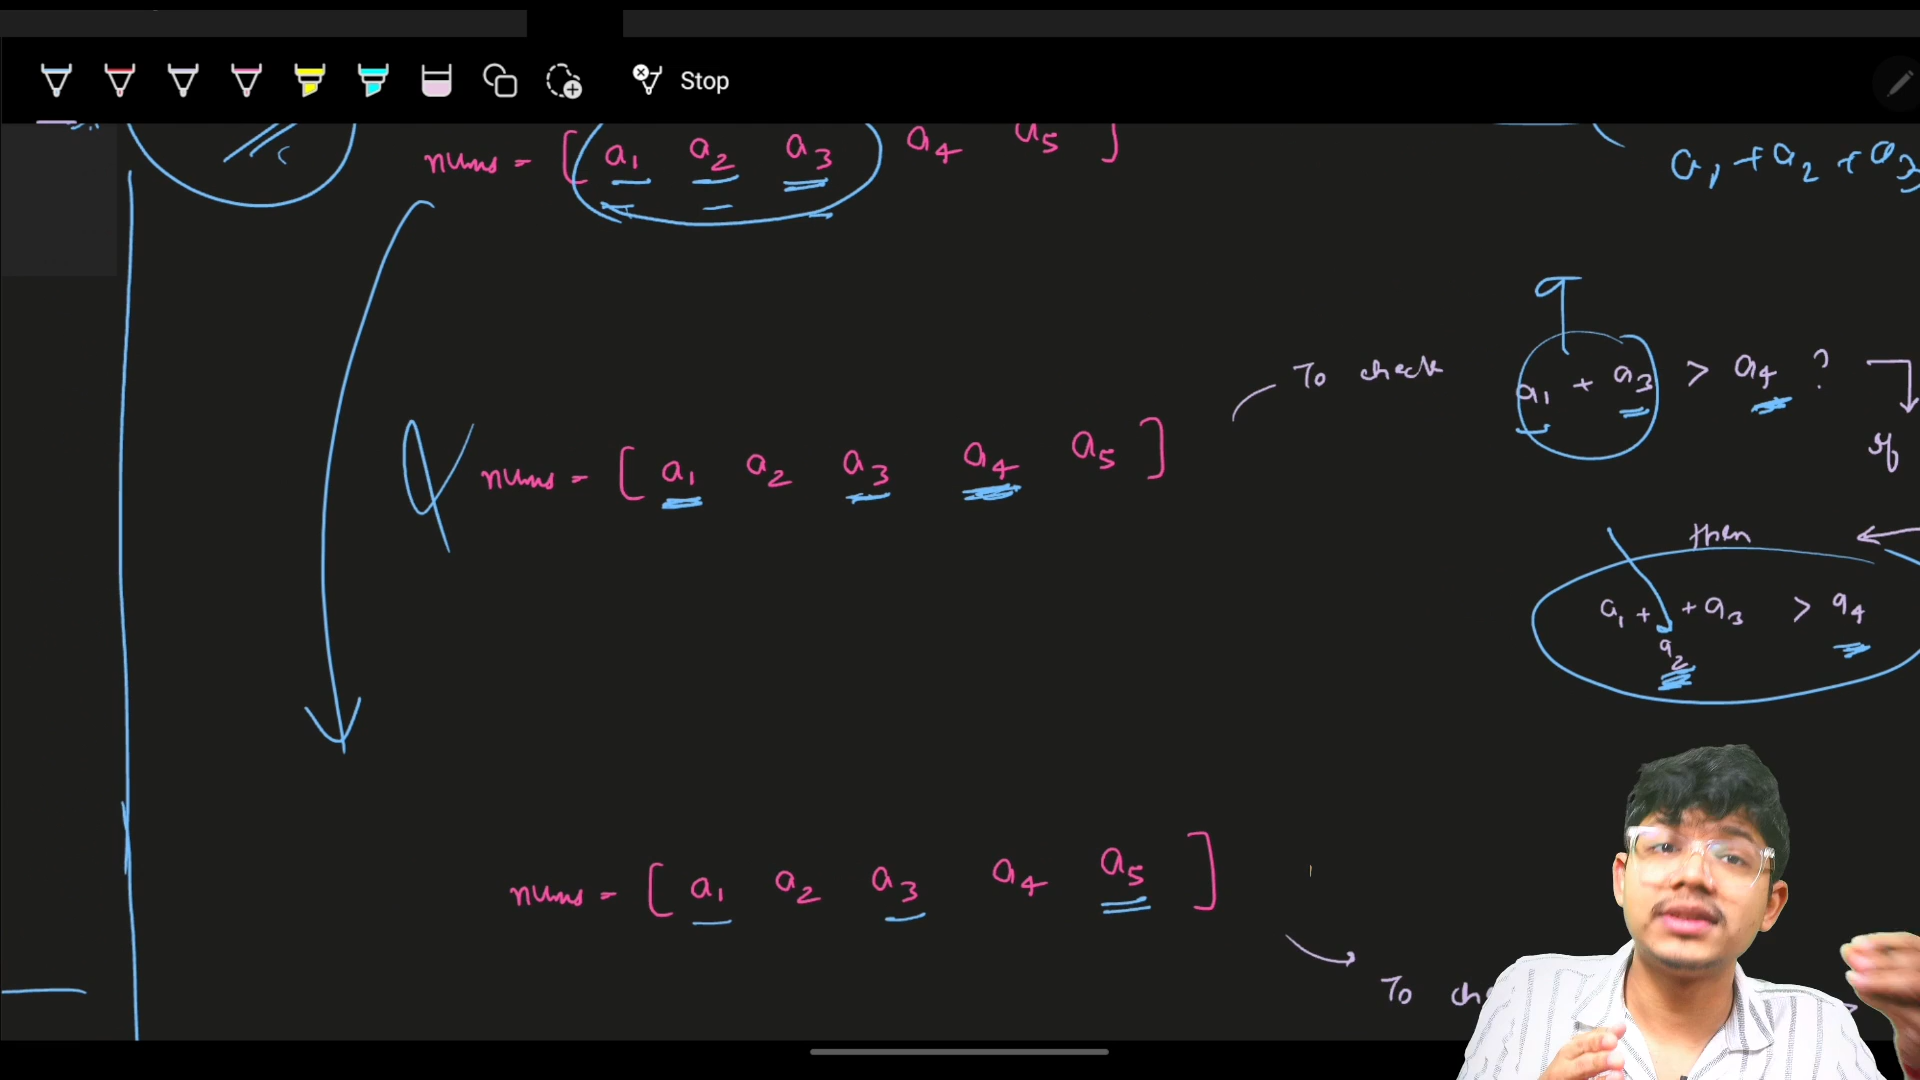 Stop
nums = [ a₁ a₂ a₃ a₄ a₅ ]
a₁ + a₂ + a₃
To check a₁ + a₃ > a₄ ?
If
nums = [ a₁ a₂ a₃ a₄ a₅ ]
then
a₁ + a₂ + a₃ > a₄
nums = [ a₁ a₂ a₃ a₄ a₅ ]
To